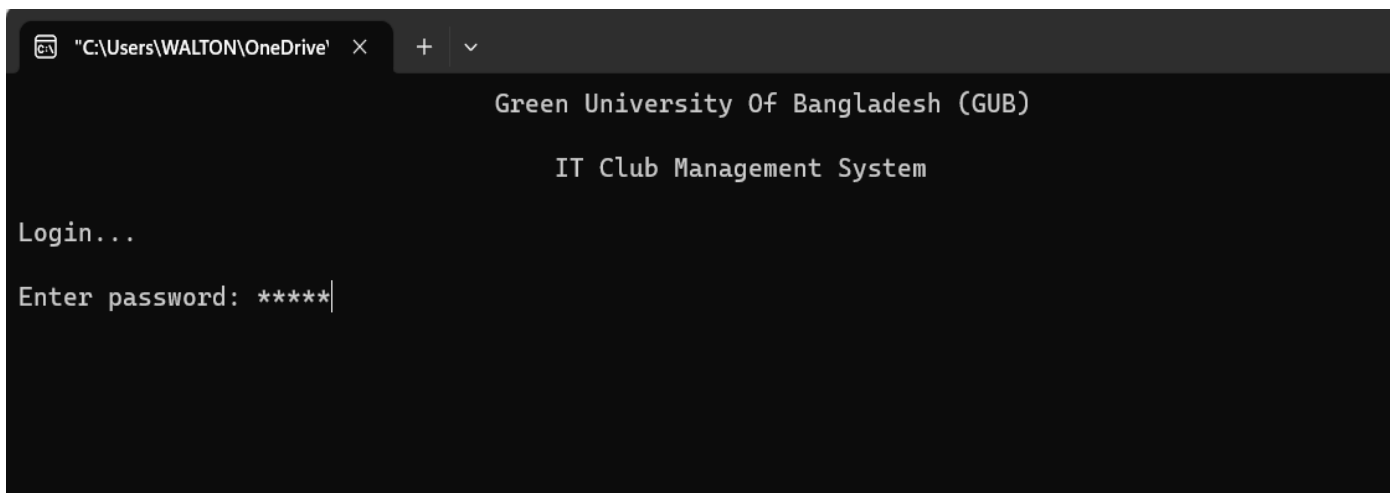 "C:\Users\WALTON\OneDrive\
Green University Of Bangladesh (GUB)
IT Club Management System
Login...
Enter password: *****